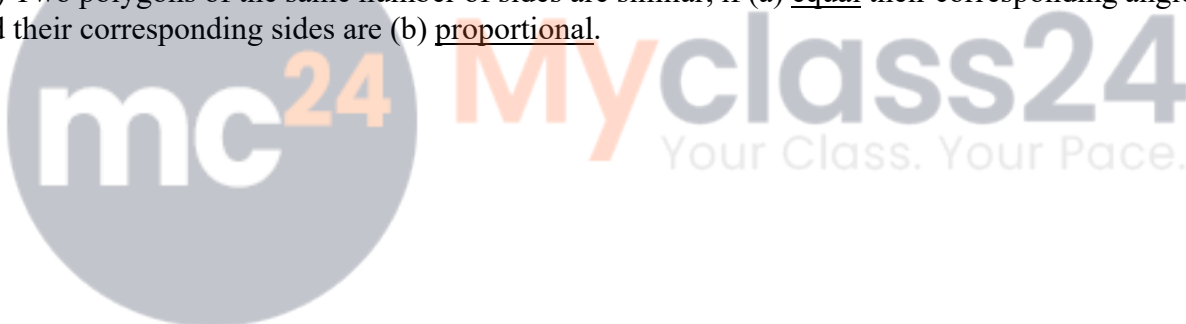 Two polygons of the same number of sides are similar, if (a) equal their corresponding
their corresponding sides are (b) proportional.
mc24
Myclass24
Your Class. Your Pace.